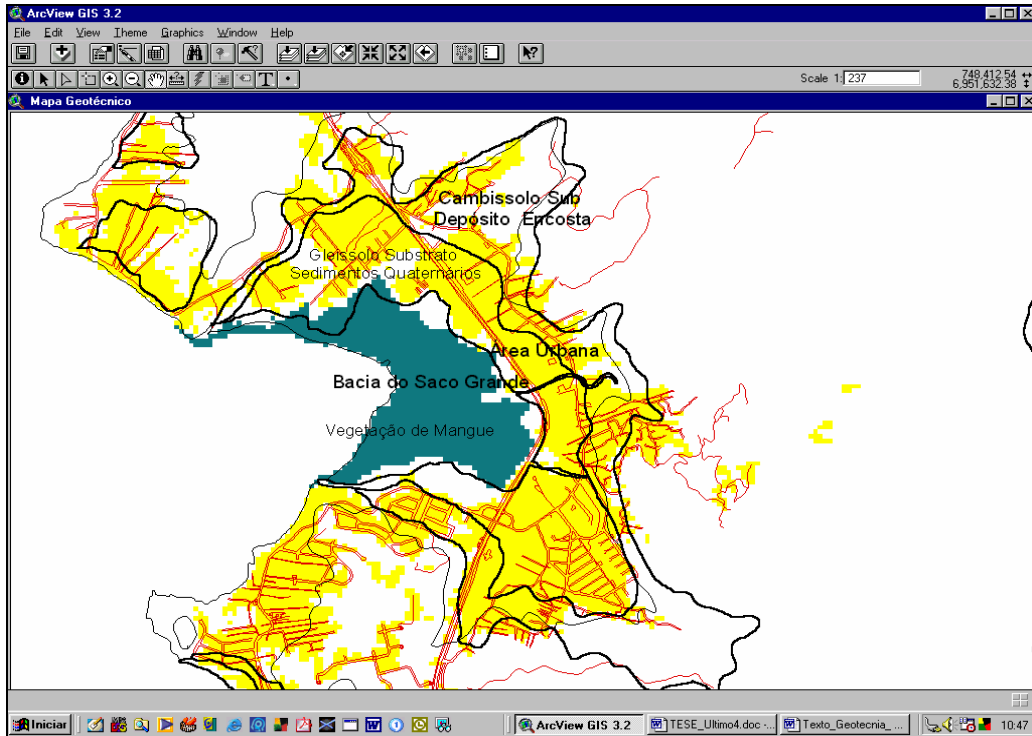 ArcView GIS 3.2
File Edit View Theme Graphics Window Help
Scale 1: 237
748,412.54
6,951,632.38
Mapa Geotécnico
Cambissolo Sub
Depósito Encosta
Gleissolo Substrato
Sedimentos Quaternários
Área Urbana
Bacia do Saco Grande
Vegetação de Mangue
Iniciar
ArcView GIS 3.2
TESE_Ultimo4.doc -...
Texto_Geotecnia_ ...
10:47